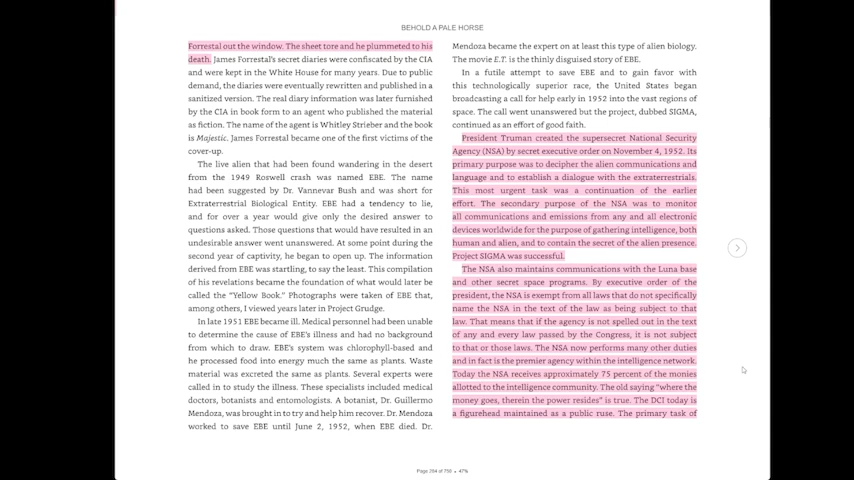 BEHOLD A PALE HORSE
Forrestal out the window. The sheet tore and he plummeted to his
death. James Forrestal's secret diaries were confiscated by the CIA
and were kept in the White House for many years. Due to public
demand, the diaries were eventually rewritten and published in a
sanitized version. The real diary information was later furnished
by the CIA in book form to an agent who published the material
as fiction. The name of the agent is Whitley Strieber and the book
is Majestic. James Forrestal became one of the first victims of the
cover-up.
The live alien that had been found wandering in the desert
from the 1949 Roswell crash was named EBE. The name
had been suggested by Dr. Vannevar Bush and was short for
Extraterrestrial Biological Entity. EBE had a tendency to lie,
and for over a year would give only the desired answer to
questions asked. Those questions that would have resulted in an
undesirable answer went unanswered. At some point during the
second year of captivity, he began to open up. The information
derived from EBE was startling, to say the least. This compilation
of his revelations became the foundation of what would later be
called the "Yellow Book." Photographs were taken of EBE that,
among others, I viewed years later in Project Grudge.
In late 1951 EBE became ill. Medical personnel had been unable
to determine the cause of EBE's illness and had no background
from which to draw. EBE's system was chlorophyll-based and
he processed food into energy much the same as plants. Waste
material was excreted the same as plants. Several experts were
called in to study the illness. These specialists included medical
doctors, botanists and entomologists. A botanist, Dr. Guillermo
Mendoza, was brought in to try and help him recover. Dr. Mendoza
worked to save EBE until June 2, 1952, when EBE died. Dr.
Mendoza became the expert on at least this type of alien biology.
The movie E.T. is the thinly disguised story of EBE.
In a futile attempt to save EBE and to gain favor with
this technologically superior race, the United States began
broadcasting a call for help early in 1952 into the vast regions of
space. The call went unanswered but the project, dubbed SIGMA,
continued as an effort of good faith.
President Truman created the supersecret National Security
Agency (NSA) by secret executive order on November 4, 1952. Its
primary purpose was to decipher the alien communications and
language and to establish a dialogue with the extraterrestrials.
This most urgent task was a continuation of the earlier
effort. The secondary purpose of the NSA was to monitor
all communications and emissions from any and all electronic
devices worldwide for the purpose of gathering intelligence, both
human and alien, and to contain the secret of the alien presence.
Project SIGMA was successful.
The NSA also maintains communications with the Luna base
and other secret space programs. By executive order of the
president, the NSA is exempt from all laws that do not specifically
name the NSA in the text of the law as being subject to that
law. That means that if the agency is not spelled out in the text
of any and every law passed by the Congress, it is not subject
to that or those laws. The NSA now performs many other duties
and in fact is the premier agency within the intelligence network.
Today the NSA receives approximately 75 percent of the monies
allotted to the intelligence community. The old saying "where the
money goes, therein the power resides" is true. The DCI today is
a figurehead maintained as a public ruse. The primary task of
Page 204 of 750 • 47%